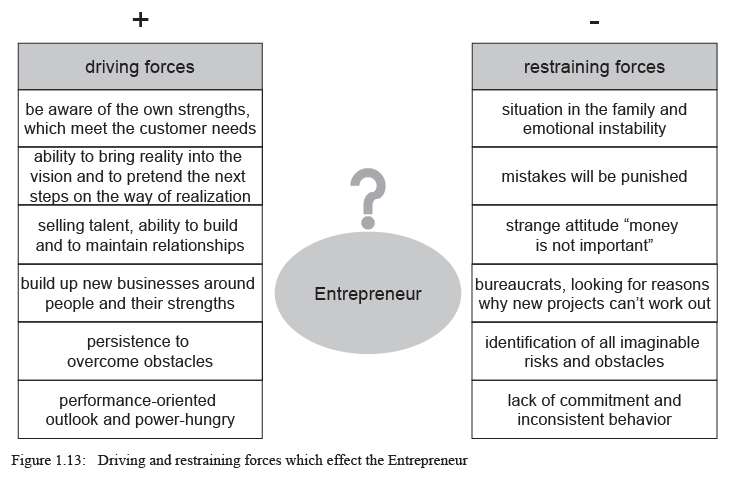 +
-
driving forces
be aware of the own strengths,
which meet the customer needs
ability to bring reality into the
vision and to pretend the next
steps on the way of realization
selling talent, ability to build
and to maintain relationships
build up new businesses around
people and their strengths
persistence to
overcome obstacles
performance-oriented
outlook and power-hungry
?
Entrepreneur
restraining forces
situation in the family and
emotional instability
mistakes will be punished
strange attitude “money
is not important”
bureaucrats, looking for reasons
why new projects can’t work out
identification of all imaginable
risks and obstacles
lack of commitment and
inconsistent behavior
Figure 1.13: Driving and restraining forces which effect the Entrepreneur